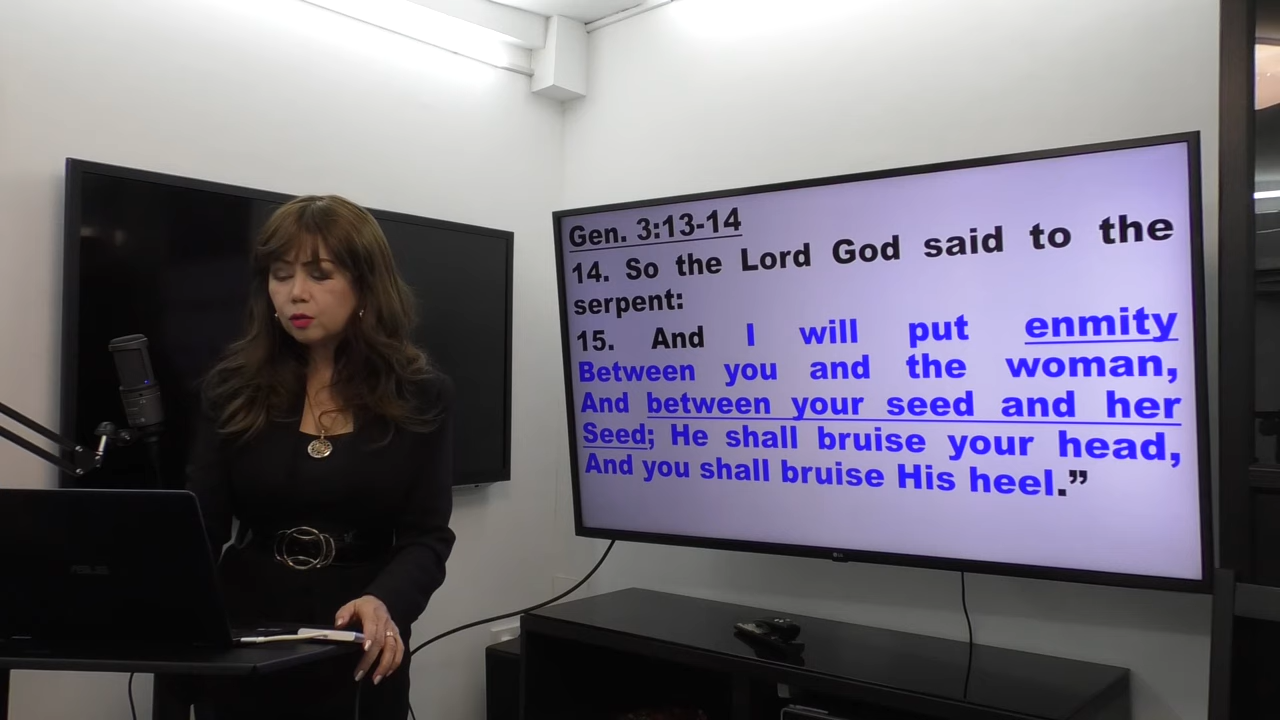 Gen. 3:13-14
14. So the Lord God said to the
serpent:
15. And I will put enmity
Between you and the woman,
And between your seed and her
Seed; He shall bruise your head,
And you shall bruise His heel.”
LG
ASUS